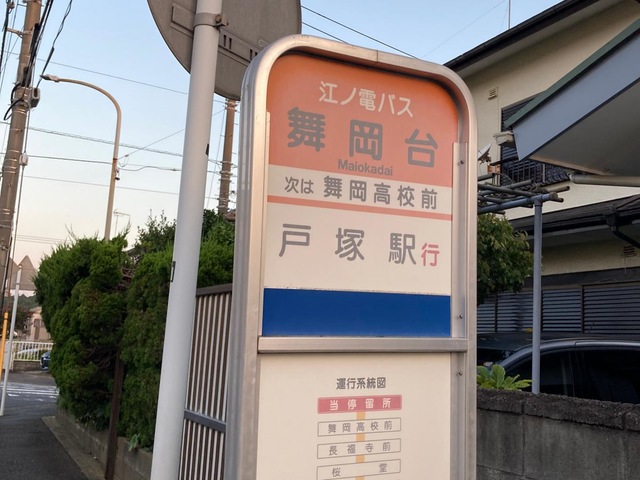 江ノ電バス
舞岡台
Maiokadai
次は 舞岡高校前
戸塚駅行
運行系統図
当停留所
舞岡高校前
長福寺前
桜堂